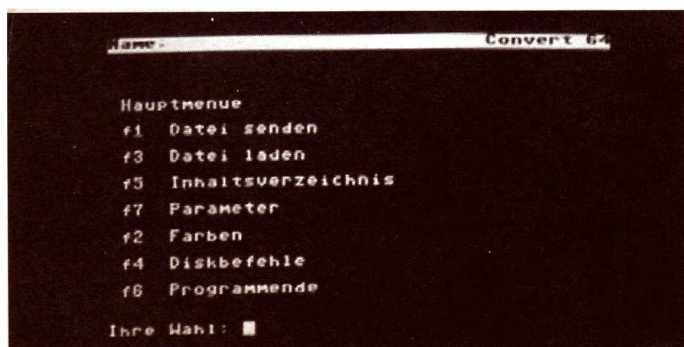 Name: Convert 64
Hauptmenue
f1 Datei senden
f3 Datei laden
f5 Inhaltsverzeichnis
f7 Parameter
f2 Farben
f4 Diskbefehle
f6 Programmende
Ihre Wahl: